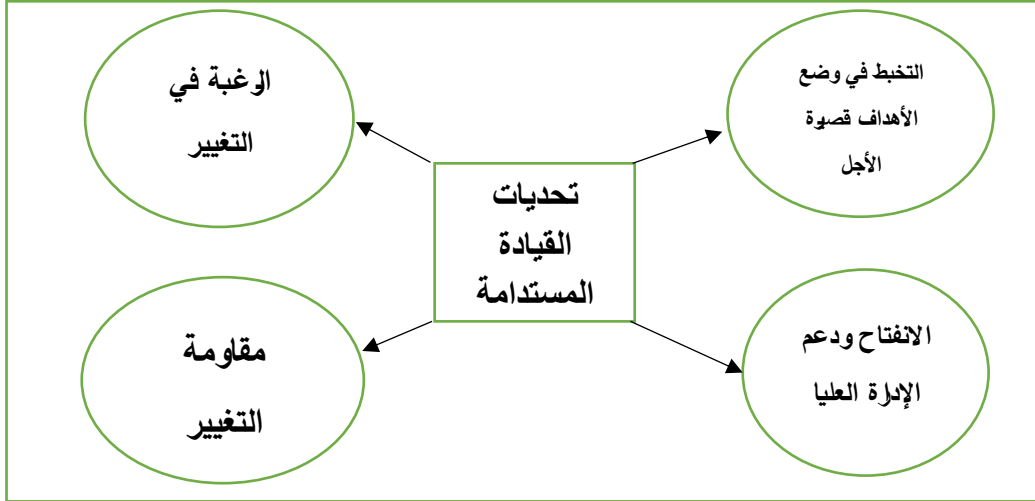 التخبط في وضع
الأهداف قصيرة
الأجل
الرغبة في
التغيير
تحديات
القيادة
المستدامة
الانفتاح ودعم
الإدارة العليا
مقاومة
التغيير